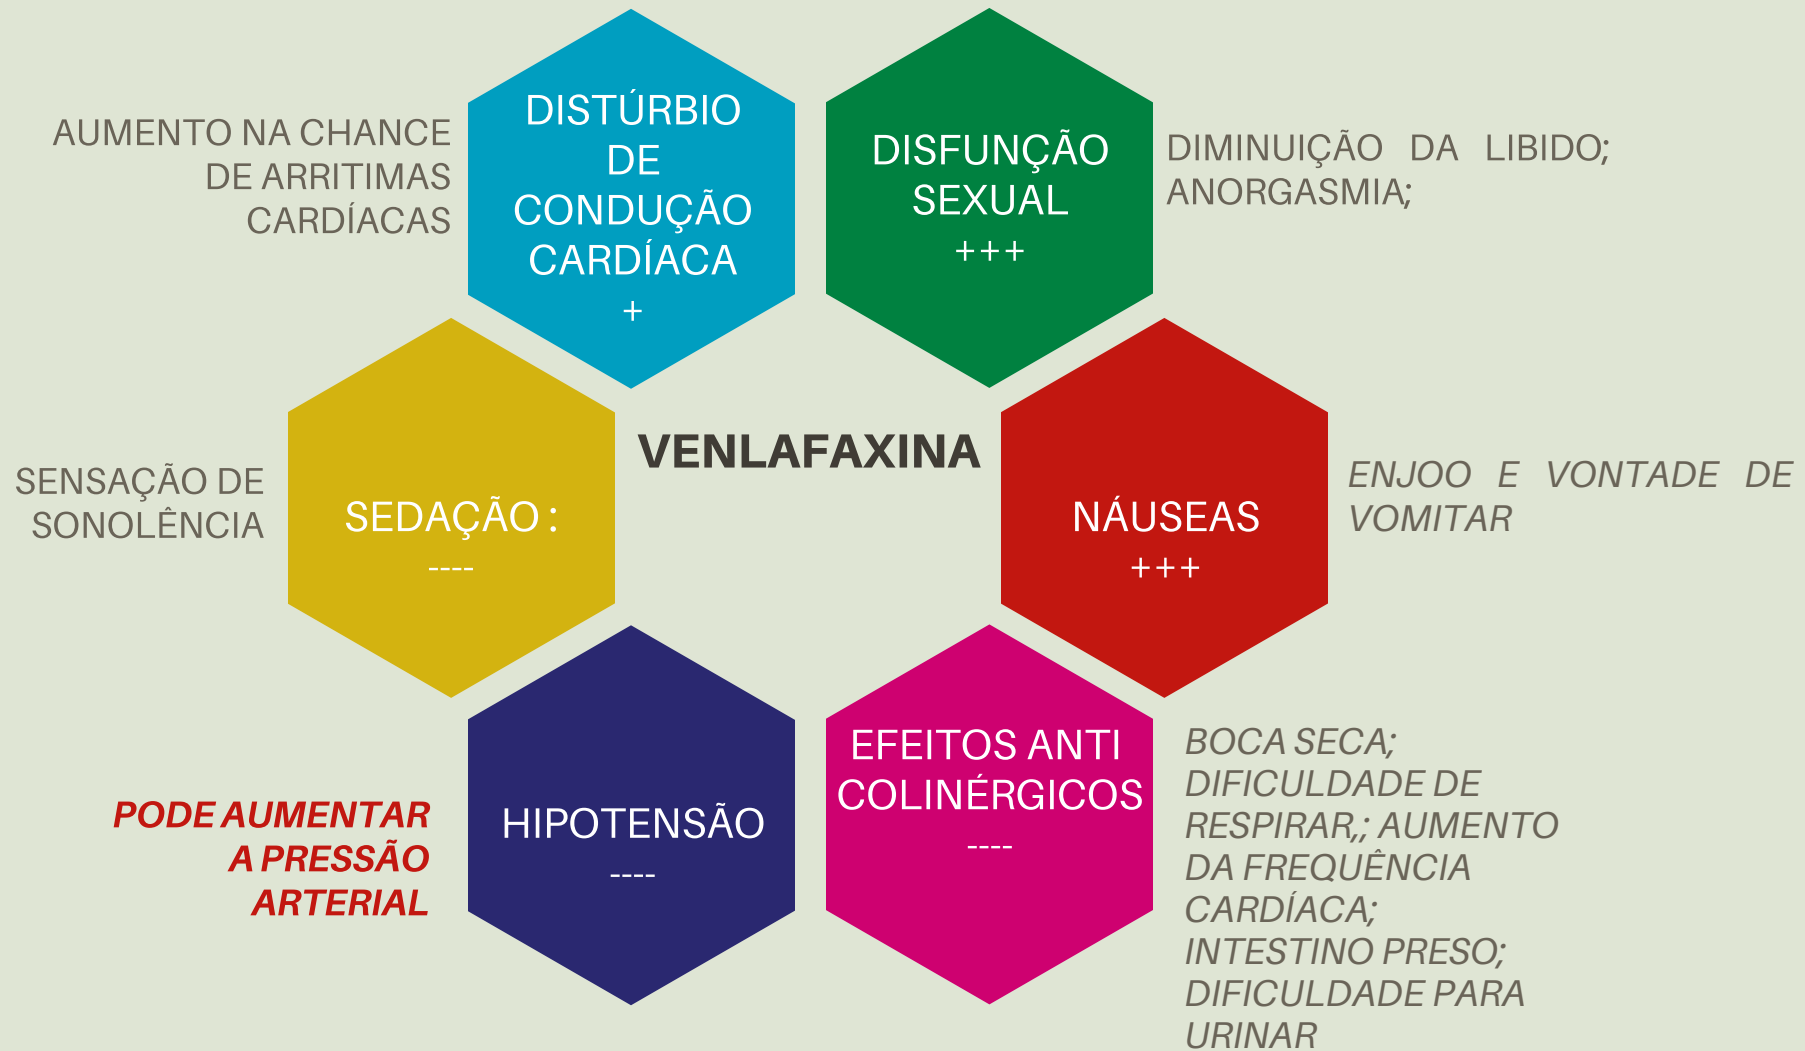 AUMENTO NA CHANCE
DE ARRITIMAS
CARDÍACAS
DISTÚRBIO
DE
CONDUÇÃO
CARDÍACA
+
DISFUNÇÃO
SEXUAL
+++
DIMINUIÇÃO DA LIBIDO;
ANORGASMIA;
SENSAÇÃO DE
SONOLÊNCIA
SEDAÇÃO :
----
VENLAFAXINA
NÁUSEAS
+++
ENJOO E VONTADE DE
VOMITAR
PODE AUMENTAR
A PRESSÃO
ARTERIAL
HIPOTENSÃO
----
EFEITOS ANTI
COLINÉRGICOS
----
BOCA SECA;
DIFICULDADE DE
RESPIRAR,; AUMENTO
DA FREQUÊNCIA
CARDÍACA;
INTESTINO PRESO;
DIFICULDADE PARA
URINAR